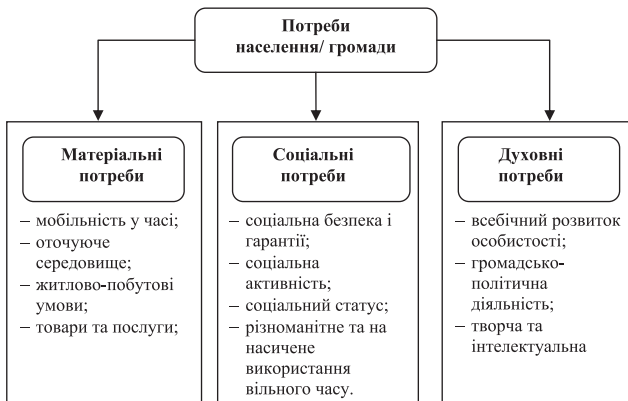 Потреби
населення/ громади
Матеріальні
потреби
– мобільність у часі;
– оточуюче
середовище;
– житлово-побутові
умови;
– товари та послуги;
Соціальні
потреби
– соціальна безпека і
гарантії;
– соціальна
активність;
– соціальний статус;
– різноманітне та на
насичене
використання
вільного часу.
Духовні
потреби
– всебічний розвиток
особистості;
– громадсько-
політична
діяльність;
– творча та
інтелектуальна